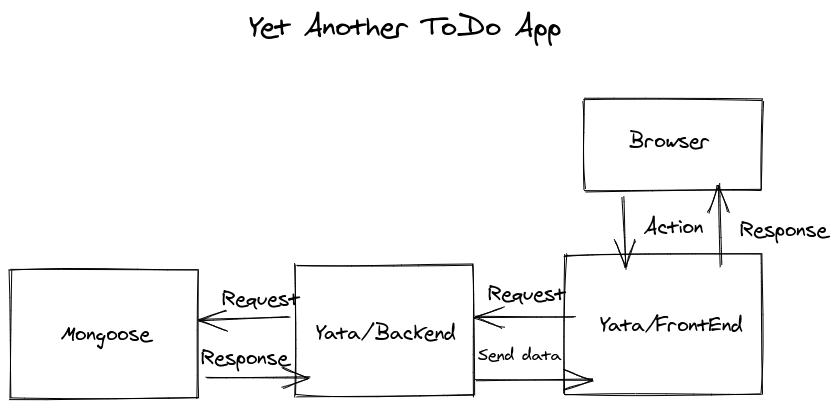 Yet Another ToDo App
Browser
Action
Response
Request
Request
Mongoose
Yata/Backend
Yata/FrontEnd
Response
Send data